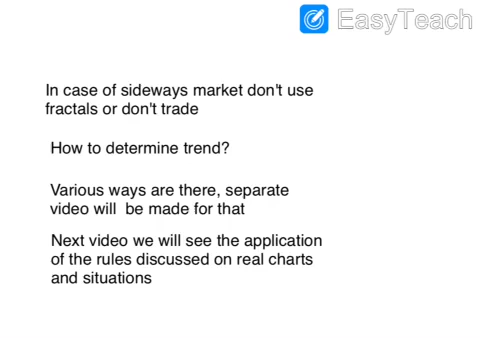 EasyTeach
In case of sideways market don't use
fractals or don't trade
How to determine trend?
Various ways are there, separate
video will be made for that
Next video we will see the application
of the rules discussed on real charts
and situations